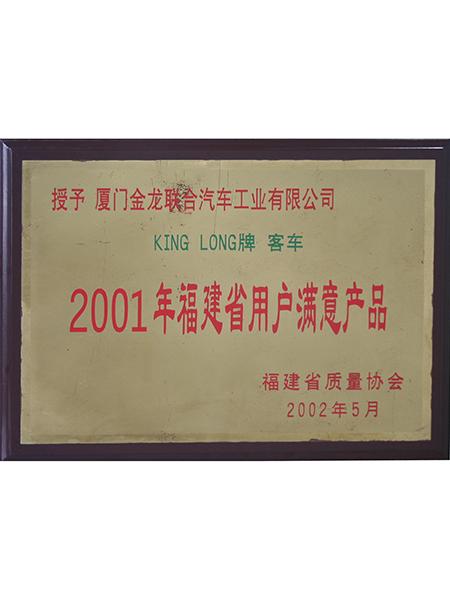 授予 厦门金龙联合汽车工业有限公司
KING LONG牌 客车
2001年福建省用户满意产品
福建省质量协会
2002年5月